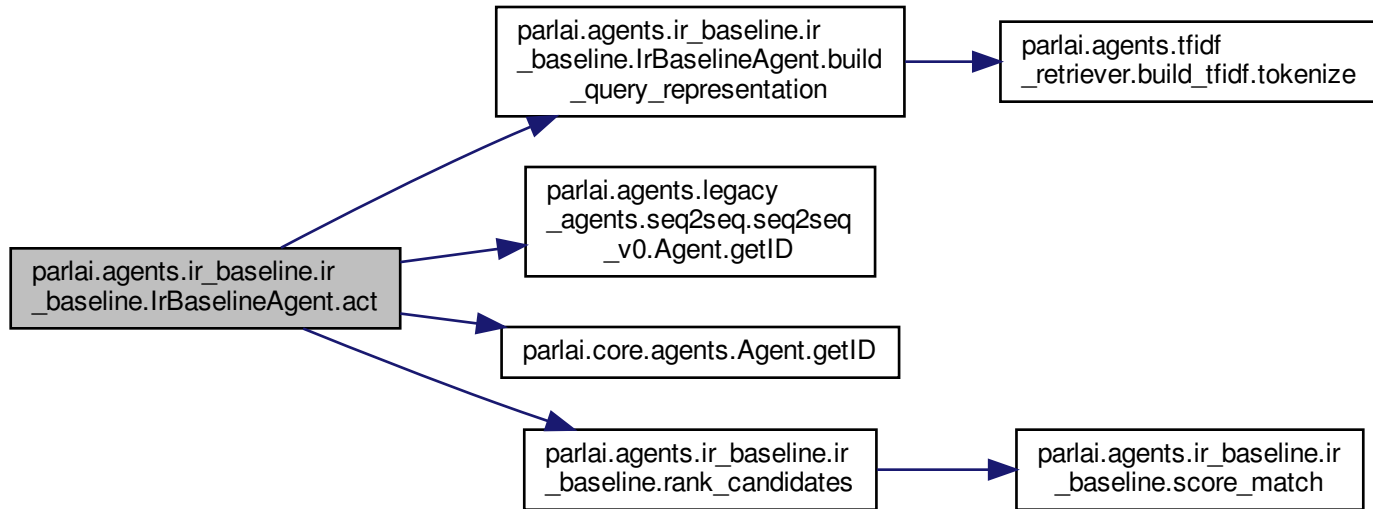 parlai.agents.ir_baseline.ir
_baseline.IrBaselineAgent.act
parlai.agents.ir_baseline.ir
_baseline.IrBaselineAgent.build
_query_representation
parlai.agents.tfidf
_retriever.build_tfidf.tokenize
parlai.agents.legacy
_agents.seq2seq.seq2seq
_v0.Agent.getID
parlai.core.agents.Agent.getID
parlai.agents.ir_baseline.ir
_baseline.rank_candidates
parlai.agents.ir_baseline.ir
_baseline.score_match